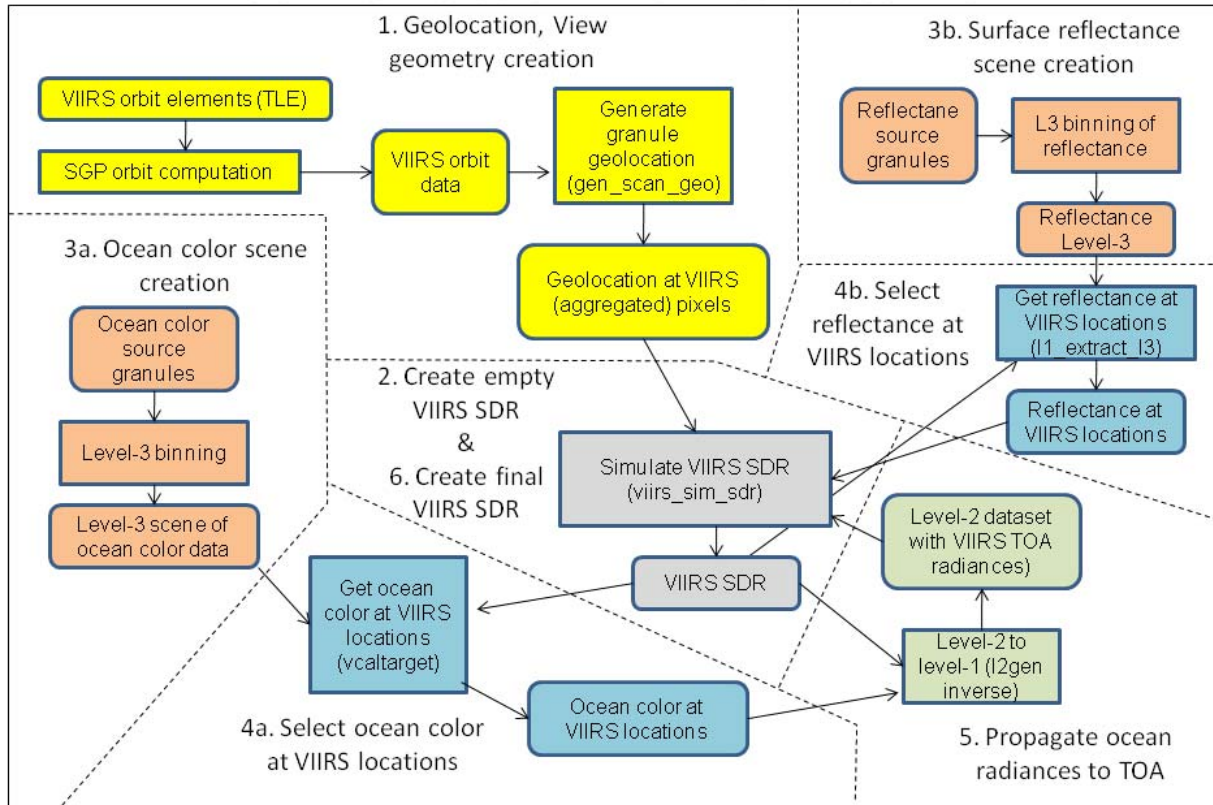 1. Geolocation, View
geometry creation
VIIRS orbit elements (TLE)
SGP orbit computation
VIIRS orbit
data
Generate
granule
geolocation
(gen_scan_geo)
Geolocation at VIIRS
(aggregated) pixels
3b. Surface reflectance
scene creation
Reflectane
source
granules
L3 binning of
reflectance
Reflectance
Level-3
3a. Ocean color scene
creation
Ocean color
source
granules
Level-3 binning
Level-3 scene of
ocean color data
4b. Select
reflectance at
VIIRS locations
Get reflectance at
VIIRS locations
(l1_extract_l3)
Reflectance at
VIIRS locations
2. Create empty
VIIRS SDR
&
6. Create final
VIIRS SDR
Simulate VIIRS SDR
(viirs_sim_sdr)
VIIRS SDR
Level-2 dataset
with VIIRS TOA
radiances)
Level-2 to
level-1 (l2gen
inverse)
Get ocean
color at VIIRS
locations
(vcaltarget)
Ocean color at
VIIRS locations
4a. Select ocean color
at VIIRS locations
5. Propagate ocean
radiances to TOA